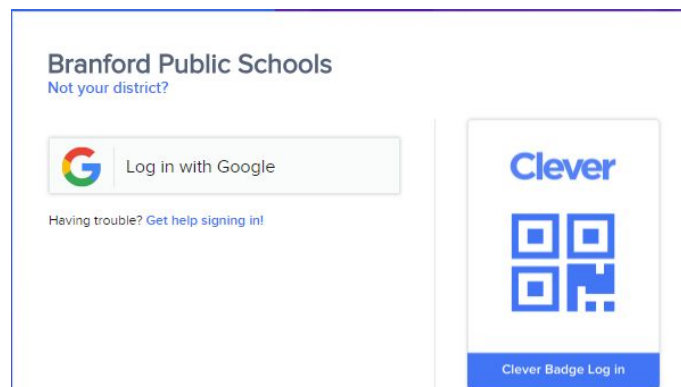 Branford Public Schools
Not your district?
Log in with Google
Having trouble? Get help signing in!
Clever
Clever Badge Log in